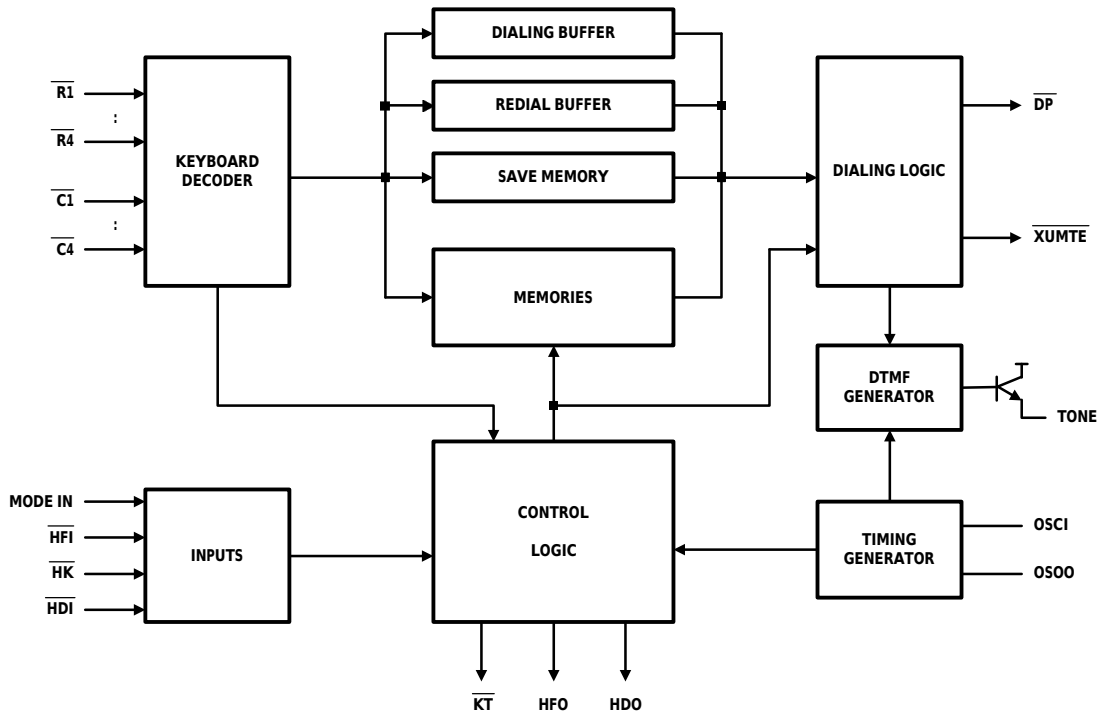 DIALING BUFFER
R1
:
R4
C1
:
C4
KEYBOARD
DECODER
REDIAL BUFFER
SAVE MEMORY
MEMORIES
DIALING LOGIC
DP
XUMTE
DTMF
GENERATOR
TONE
MODE IN
HFI
HK
HDI
INPUTS
CONTROL
LOGIC
TIMING
GENERATOR
OSCI
OSOO
KT
HFO
HDO